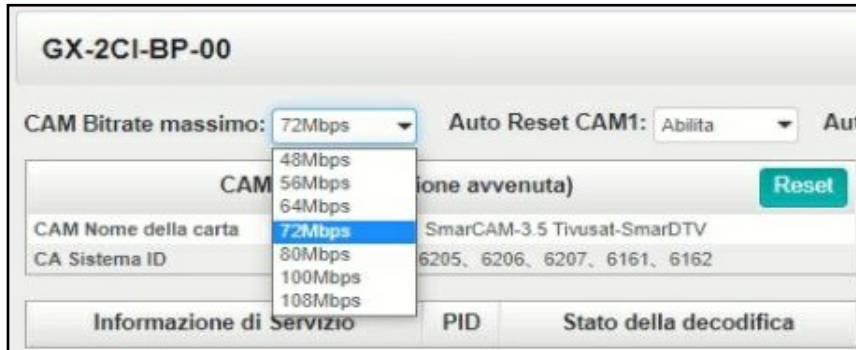 GX-2CI-BP-00
CAM Bitrate massimo: 72Mbps Auto Reset CAM1: Abilita Aut
48Mbps
56Mbps
64Mbps
72Mbps
80Mbps
100Mbps
108Mbps
CAM ione avvenuta) Reset
CAM Nome della carta SmarCAM-3.5 Tivusat-SmarDTV
CA Sistema ID 6205、6206、6207、6161、6162
Informazione di Servizio PID Stato della decodifica